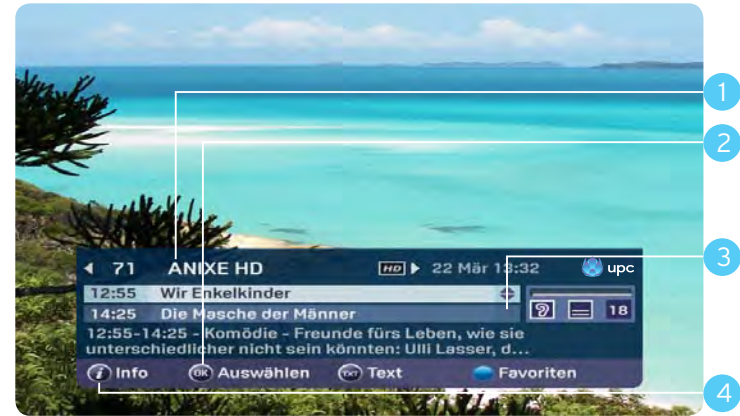 1
2
71 ANIXE HD HD 22 Mär 13:32 upc
12:55 Wir Enkelkinder
3
14:25 Die Masche der Männer
18
12:55-14:25 - Komödie - Freunde fürs Leben, wie sie
unterschiedlicher nicht sein könnten: Ulli Lasser, d...
i Info OK Auswählen TXT Text Favoriten
4